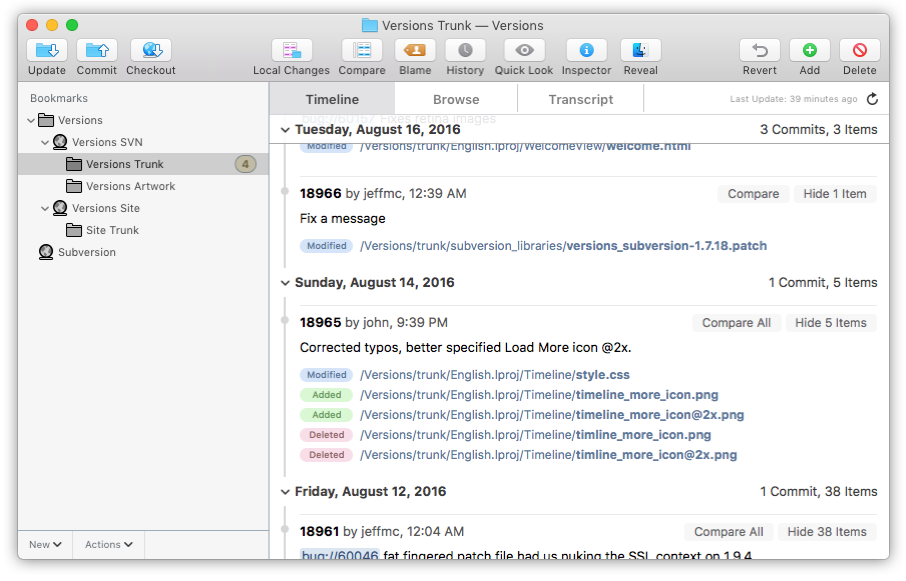 Versions Trunk — Versions
Update Commit Checkout Local Changes Compare Blame History Quick Look Inspector Reveal Revert Add Delete
Bookmarks
Versions
Versions SVN
Versions Trunk 4
Versions Artwork
Versions Site
Site Trunk
Subversion
New Actions
Timeline Browse Transcript Last Update: 39 minutes ago
bug://60157 Fixes retina images
Tuesday, August 16, 2016 3 Commits, 3 Items
Modified /Versions/trunk/English.lproj/WelcomeView/welcome.html
18966 by jeffmc, 12:39 AM Compare Hide 1 Item
Fix a message
Modified /Versions/trunk/subversion_libraries/versions_subversion-1.7.18.patch
Sunday, August 14, 2016 1 Commit, 5 Items
18965 by john, 9:39 PM Compare All Hide 5 Items
Corrected typos, better specified Load More icon @2x.
Modified /Versions/trunk/English.lproj/Timeline/style.css
Added /Versions/trunk/English.lproj/Timeline/timeline_more_icon.png
Added /Versions/trunk/English.lproj/Timeline/timeline_more_icon@2x.png
Deleted /Versions/trunk/English.lproj/Timeline/timline_more_icon.png
Deleted /Versions/trunk/English.lproj/Timeline/timline_more_icon@2x.png
Friday, August 12, 2016 1 Commit, 38 Items
18961 by jeffmc, 12:04 AM Compare All Hide 38 Items
bug://60046 fat fingered patch file had us nuking the SSL context on 1.9.4